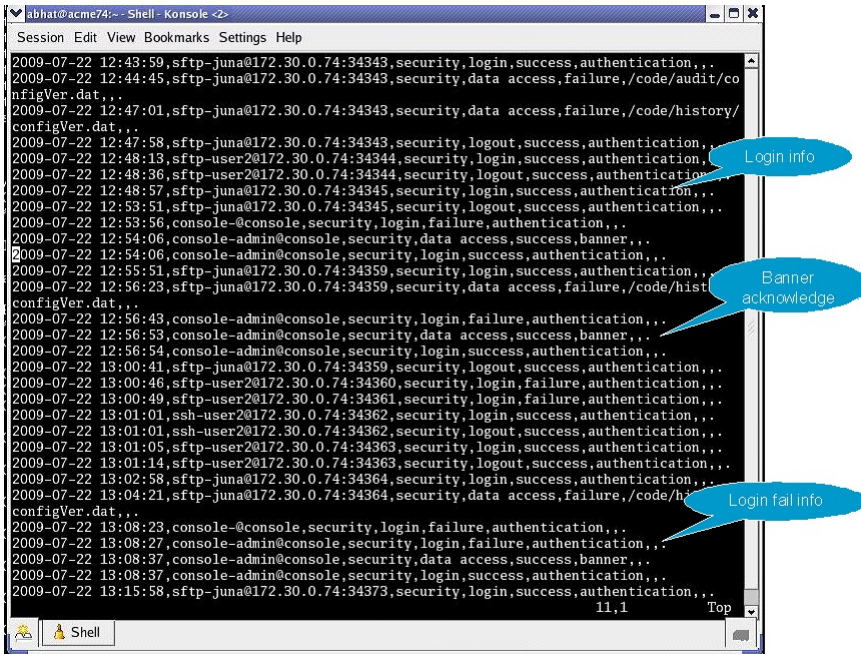 abhat@acme74:~ - Shell - Konsole <2>
Session Edit View Bookmarks Settings Help
2009-07-22 12:43:59,sftp-juna@172.30.0.74:34343,security,login,success,authentication,,.
2009-07-22 12:44:45,sftp-juna@172.30.0.74:34343,security,data access,failure,/code/audit/co
nfigVer.dat,,.
2009-07-22 12:47:01,sftp-juna@172.30.0.74:34343,security,data access,failure,/code/history/
configVer.dat,,.
2009-07-22 12:47:58,sftp-juna@172.30.0.74:34343,security,logout,success,authentication,,.
2009-07-22 12:48:13,sftp-user2@172.30.0.74:34344,security,login,success,authentication,
2009-07-22 12:48:36,sftp-user2@172.30.0.74:34344,security,logout,success,authentication,,.
2009-07-22 12:48:57,sftp-juna@172.30.0.74:34345,security,login,success,authentication,,.
2009-07-22 12:53:51,sftp-juna@172.30.0.74:34345,security,logout,success,authentication,,.
2009-07-22 12:53:56,console-@console,security,login,failure,authentication,,.
2009-07-22 12:54:06,console-admin@console,security,data access,success,banner,,.
2009-07-22 12:54:06,console-admin@console,security,login,success,authentication,,.
2009-07-22 12:55:51,sftp-juna@172.30.0.74:34359,security,login,success,authentication,,.
2009-07-22 12:56:23,sftp-juna@172.30.0.74:34359,security,data access,failure,/code/hist
configVer.dat,,.
2009-07-22 12:56:43,console-admin@console,security,login,failure,authentication,,.
2009-07-22 12:56:53,console-admin@console,security,data access,success,banner,,.
2009-07-22 12:56:54,console-admin@console,security,login,success,authentication,,.
2009-07-22 13:00:41,sftp-juna@172.30.0.74:34359,security,logout,success,authentication,,.
2009-07-22 13:00:46,sftp-user2@172.30.0.74:34360,security,login,failure,authentication,,.
2009-07-22 13:00:49,sftp-user2@172.30.0.74:34361,security,login,failure,authentication,,.
2009-07-22 13:01:01,ssh-user2@172.30.0.74:34362,security,login,success,authentication,,.
2009-07-22 13:01:01,ssh-user2@172.30.0.74:34362,security,logout,success,authentication,,.
2009-07-22 13:01:05,sftp-user2@172.30.0.74:34363,security,login,success,authentication,,.
2009-07-22 13:01:14,sftp-user2@172.30.0.74:34363,security,logout,success,authentication,,.
2009-07-22 13:02:58,sftp-juna@172.30.0.74:34364,security,login,success,authentication,,.
2009-07-22 13:04:21,sftp-juna@172.30.0.74:34364,security,data access,failure,/code/hi
configVer.dat,,.
2009-07-22 13:08:23,console-@console,security,login,failure,authentication,,.
2009-07-22 13:08:27,console-admin@console,security,login,failure,authentication,,.
2009-07-22 13:08:37,console-admin@console,security,data access,success,banner,,.
2009-07-22 13:08:37,console-admin@console,security,login,success,authentication,,.
2009-07-22 13:15:58,sftp-juna@172.30.0.74:34373,security,login,success,authentication,,.
11,1 Top
Shell
Login info
Banner
acknowledge
Login fail info